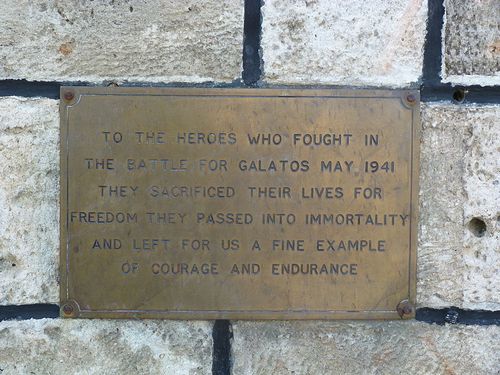 TO THE HEROES WHO FOUGHT IN
THE BATTLE FOR GALATOS MAY 1941
THEY SACRIFICED THEIR LIVES FOR
FREEDOM THEY PASSED INTO IMMORTALITY
AND LEFT FOR US A FINE EXAMPLE
OF COURAGE AND ENDURANCE